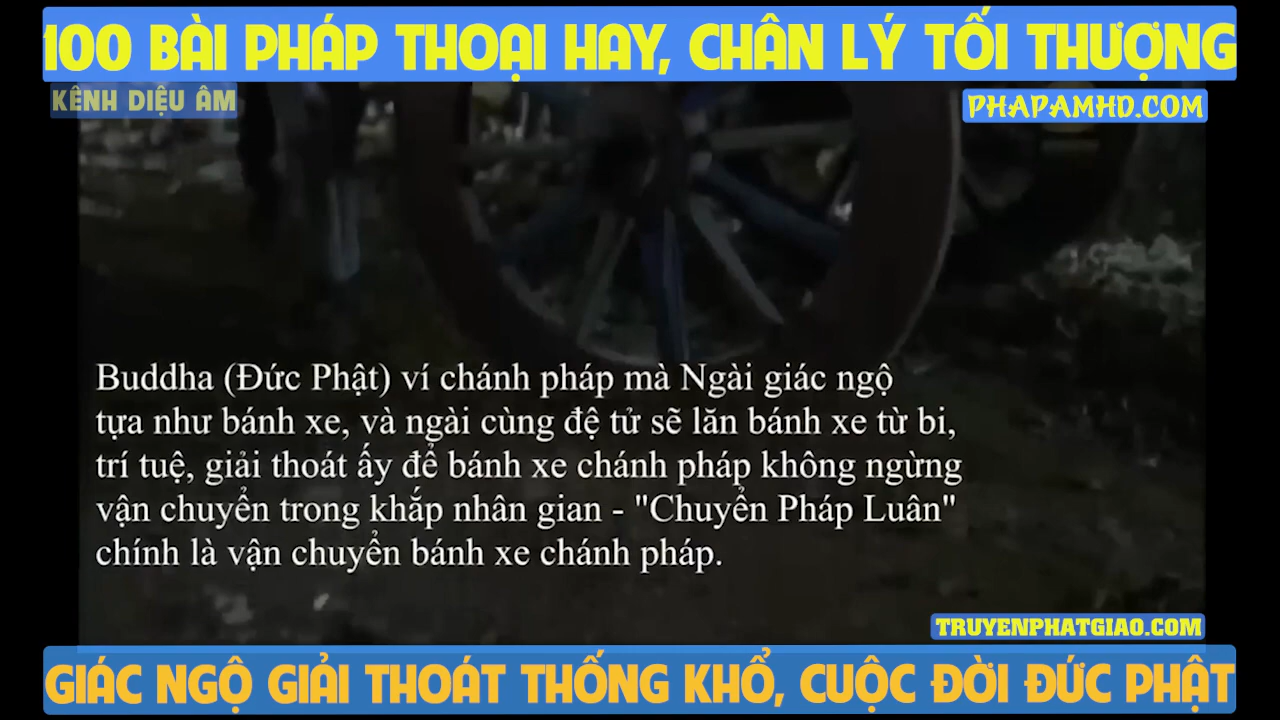 100 BÀI PHÁP THOẠI HAY, CHÂN LÝ TỐI THƯỢNG
KÊNH DIỆU ÂM
PHAPAMHD.COM
Buddha (Đức Phật) ví chánh pháp mà Ngài giác ngộ
tựa như bánh xe, và ngài cùng đệ tử sẽ lăn bánh xe từ bi,
trí tuệ, giải thoát ấy để bánh xe chánh pháp không ngừng
vận chuyển trong khắp nhân gian - "Chuyển Pháp Luân"
chính là vận chuyển bánh xe chánh pháp.
TRUYENPHATGIAO.COM
GIÁC NGỘ GIẢI THOÁT THỐNG KHỔ, CUỘC ĐỜI ĐỨC PHẬT